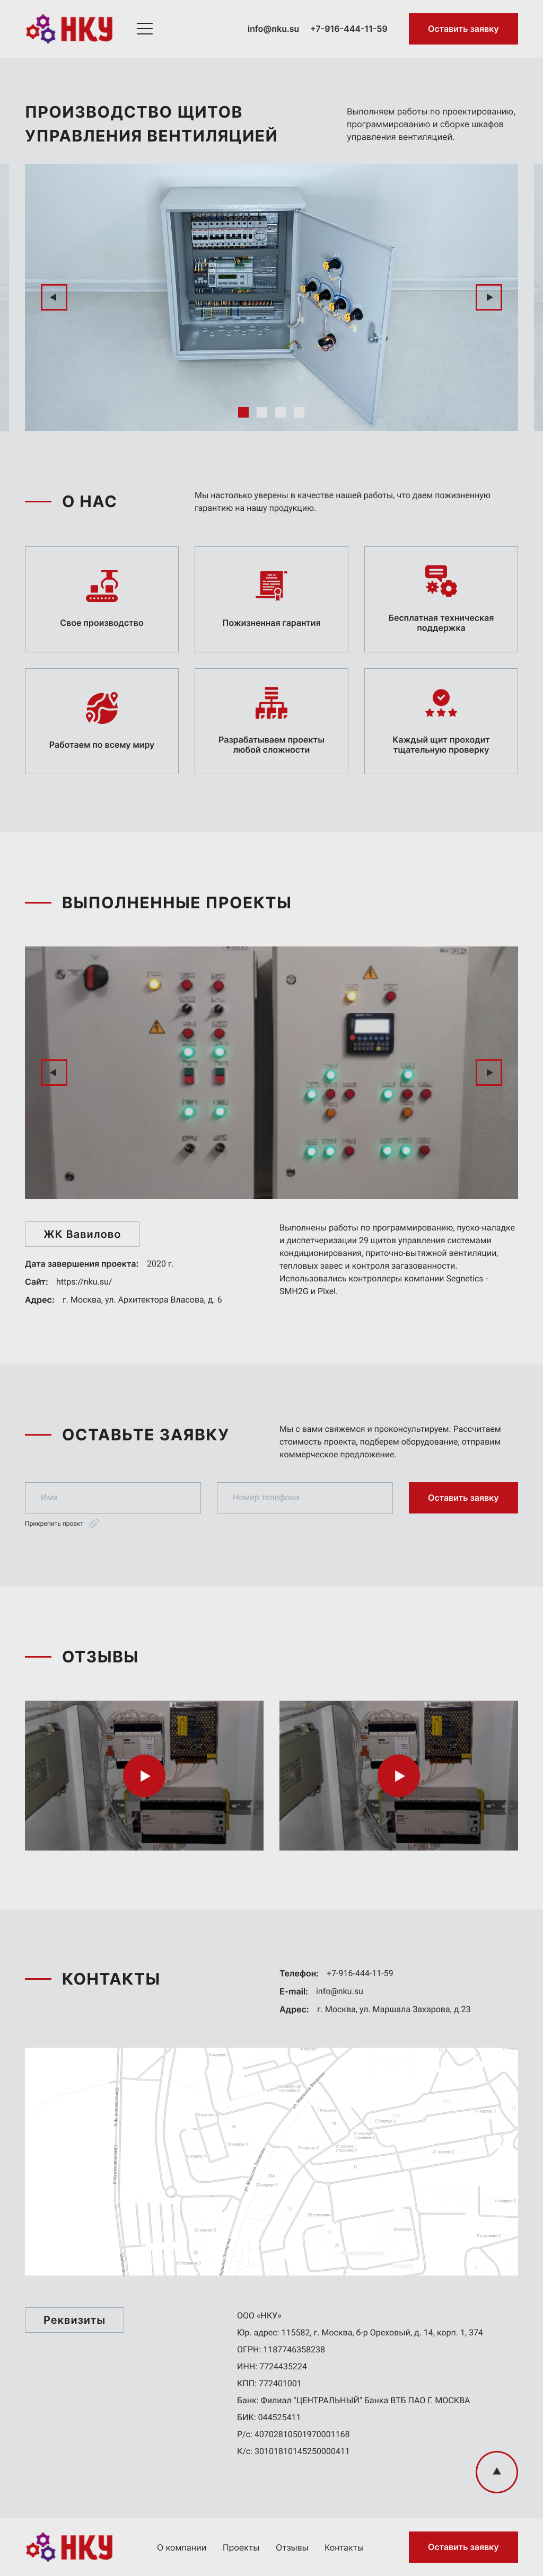 НКУ
info@nku.su +7-916-444-11-59
Оставить заявку
ПРОИЗВОДСТВО ЩИТОВ
УПРАВЛЕНИЯ ВЕНТИЛЯЦИЕЙ
Выполняем работы по проектированию,
программированию и сборке шкафов
управления вентиляцией.
О НАС
Мы настолько уверены в качестве нашей работы, что даем пожизненную
гарантию на нашу продукцию.
Свое производство
Пожизненная гарантия
Бесплатная техническая
поддержка
Работаем по всему миру
Разрабатываем проекты
любой сложности
Каждый щит проходит
тщательную проверку
ВЫПОЛНЕННЫЕ ПРОЕКТЫ
ЖК Вавилово
Дата завершения проекта: 2020 г.
Сайт: https://nku.su/
Адрес: г. Москва, ул. Архитектора Власова, д. 6
Выполнены работы по программированию, пуско-наладке
и диспетчеризации 29 щитов управления системами
кондиционирования, приточно-вытяжной вентиляции,
тепловых завес и контроля загазованности.
Использовались контроллеры компании Segnetics -
SMH2G и Pixel.
ОСТАВЬТЕ ЗАЯВКУ
Мы с вами свяжемся и проконсультируем. Рассчитаем
стоимость проекта, подберем оборудование, отправим
коммерческое предложение.
Имя
Номер телефона
Оставить заявку
Прикрепить проект
ОТЗЫВЫ
КОНТАКТЫ
Телефон: +7-916-444-11-59
E-mail: info@nku.su
Адрес: г. Москва, ул. Маршала Захарова, д.23
Реквизиты
ООО «НКУ»
Юр. адрес: 115582, г. Москва, б-р Ореховый, д. 14, корп. 1, 374
ОГРН: 1187746358238
ИНН: 7724435224
КПП: 772401001
Банк: Филиал "ЦЕНТРАЛЬНЫЙ" Банка ВТБ ПАО Г. МОСКВА
БИК: 044525411
Р/с: 40702810501970001168
К/с: 30101810145250000411
НКУ
О компании Проекты Отзывы Контакты
Оставить заявку